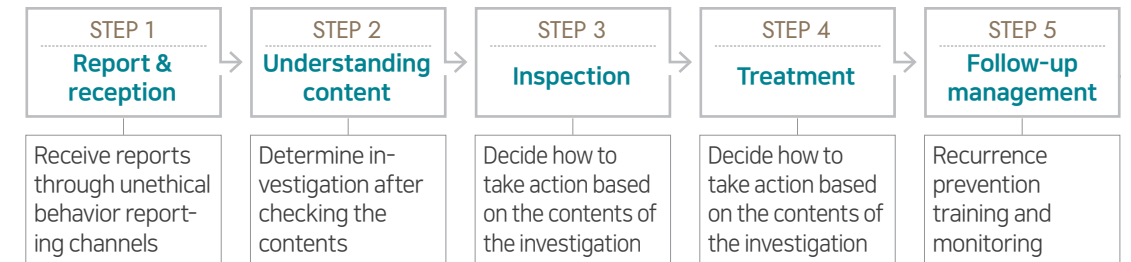 STEP 1
Report &
reception
Receive reports
through unethical
behavior report-
ing channels
STEP 2
Understanding
content
Determine in-
vestigation after
checking the
contents
STEP 3
Inspection
Decide how to
take action based
on the contents of
the investigation
STEP 4
Treatment
Decide how to
take action based
on the contents of
the investigation
STEP 5
Follow-up
management
Recurrence
prevention
training and
monitoring